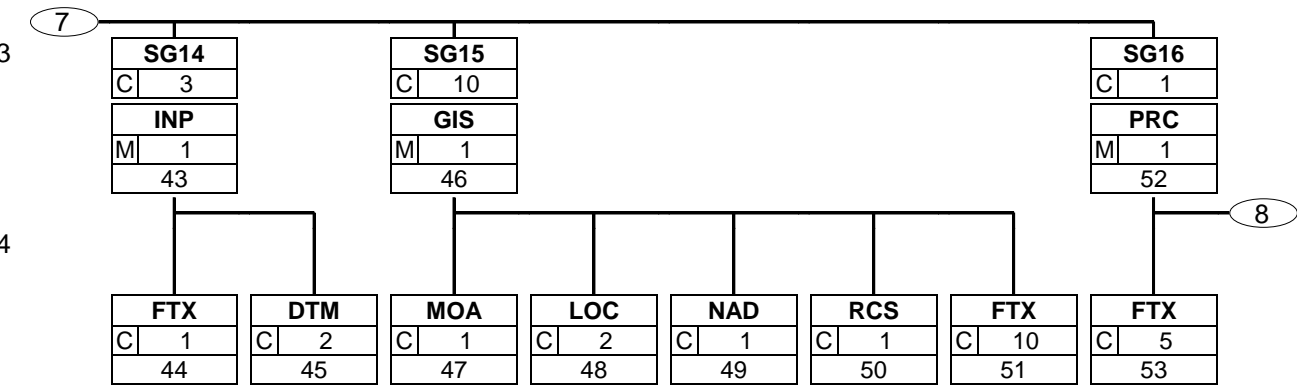 7
3 SG14 SG15 SG16
C 3 C 10 C 1
INP GIS PRC
M 1 M 1 M 1
43 46 52
8
4
FTX DTM MOA LOC NAD RCS FTX FTX
C 1 C 2 C 1 C 2 C 1 C 1 C 10 C 5
44 45 47 48 49 50 51 53